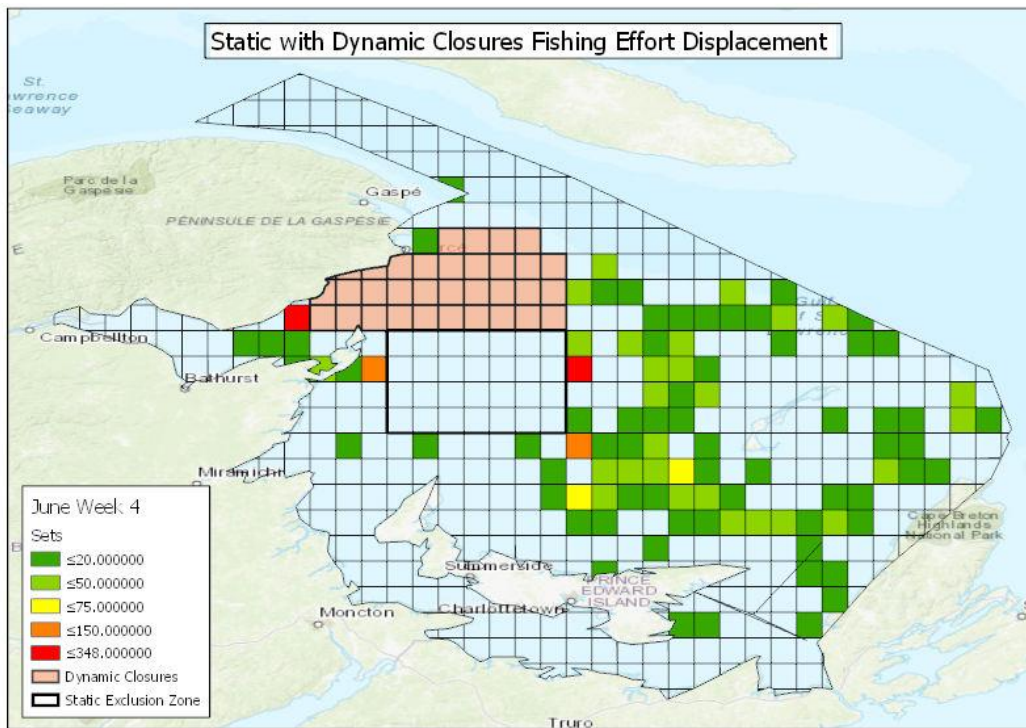 Static with Dynamic Closures Fishing Effort Displacement
St.
Seaway
Parc de la
Gaspésie
Gaspé
PÉNINSULE DE LA GASPÉSIE
E
Campbellton
Bathurst
Miramichi
Cape Breton
Highlands
National Park
Summerside
PRINCE
EDWARD
ISLAND
Charlottetown
Moncton
Truro
June Week 4
Sets
≤20.000000
≤50.000000
≤75.000000
≤150.000000
≤348.000000
Dynamic Closures
Static Exclusion Zone